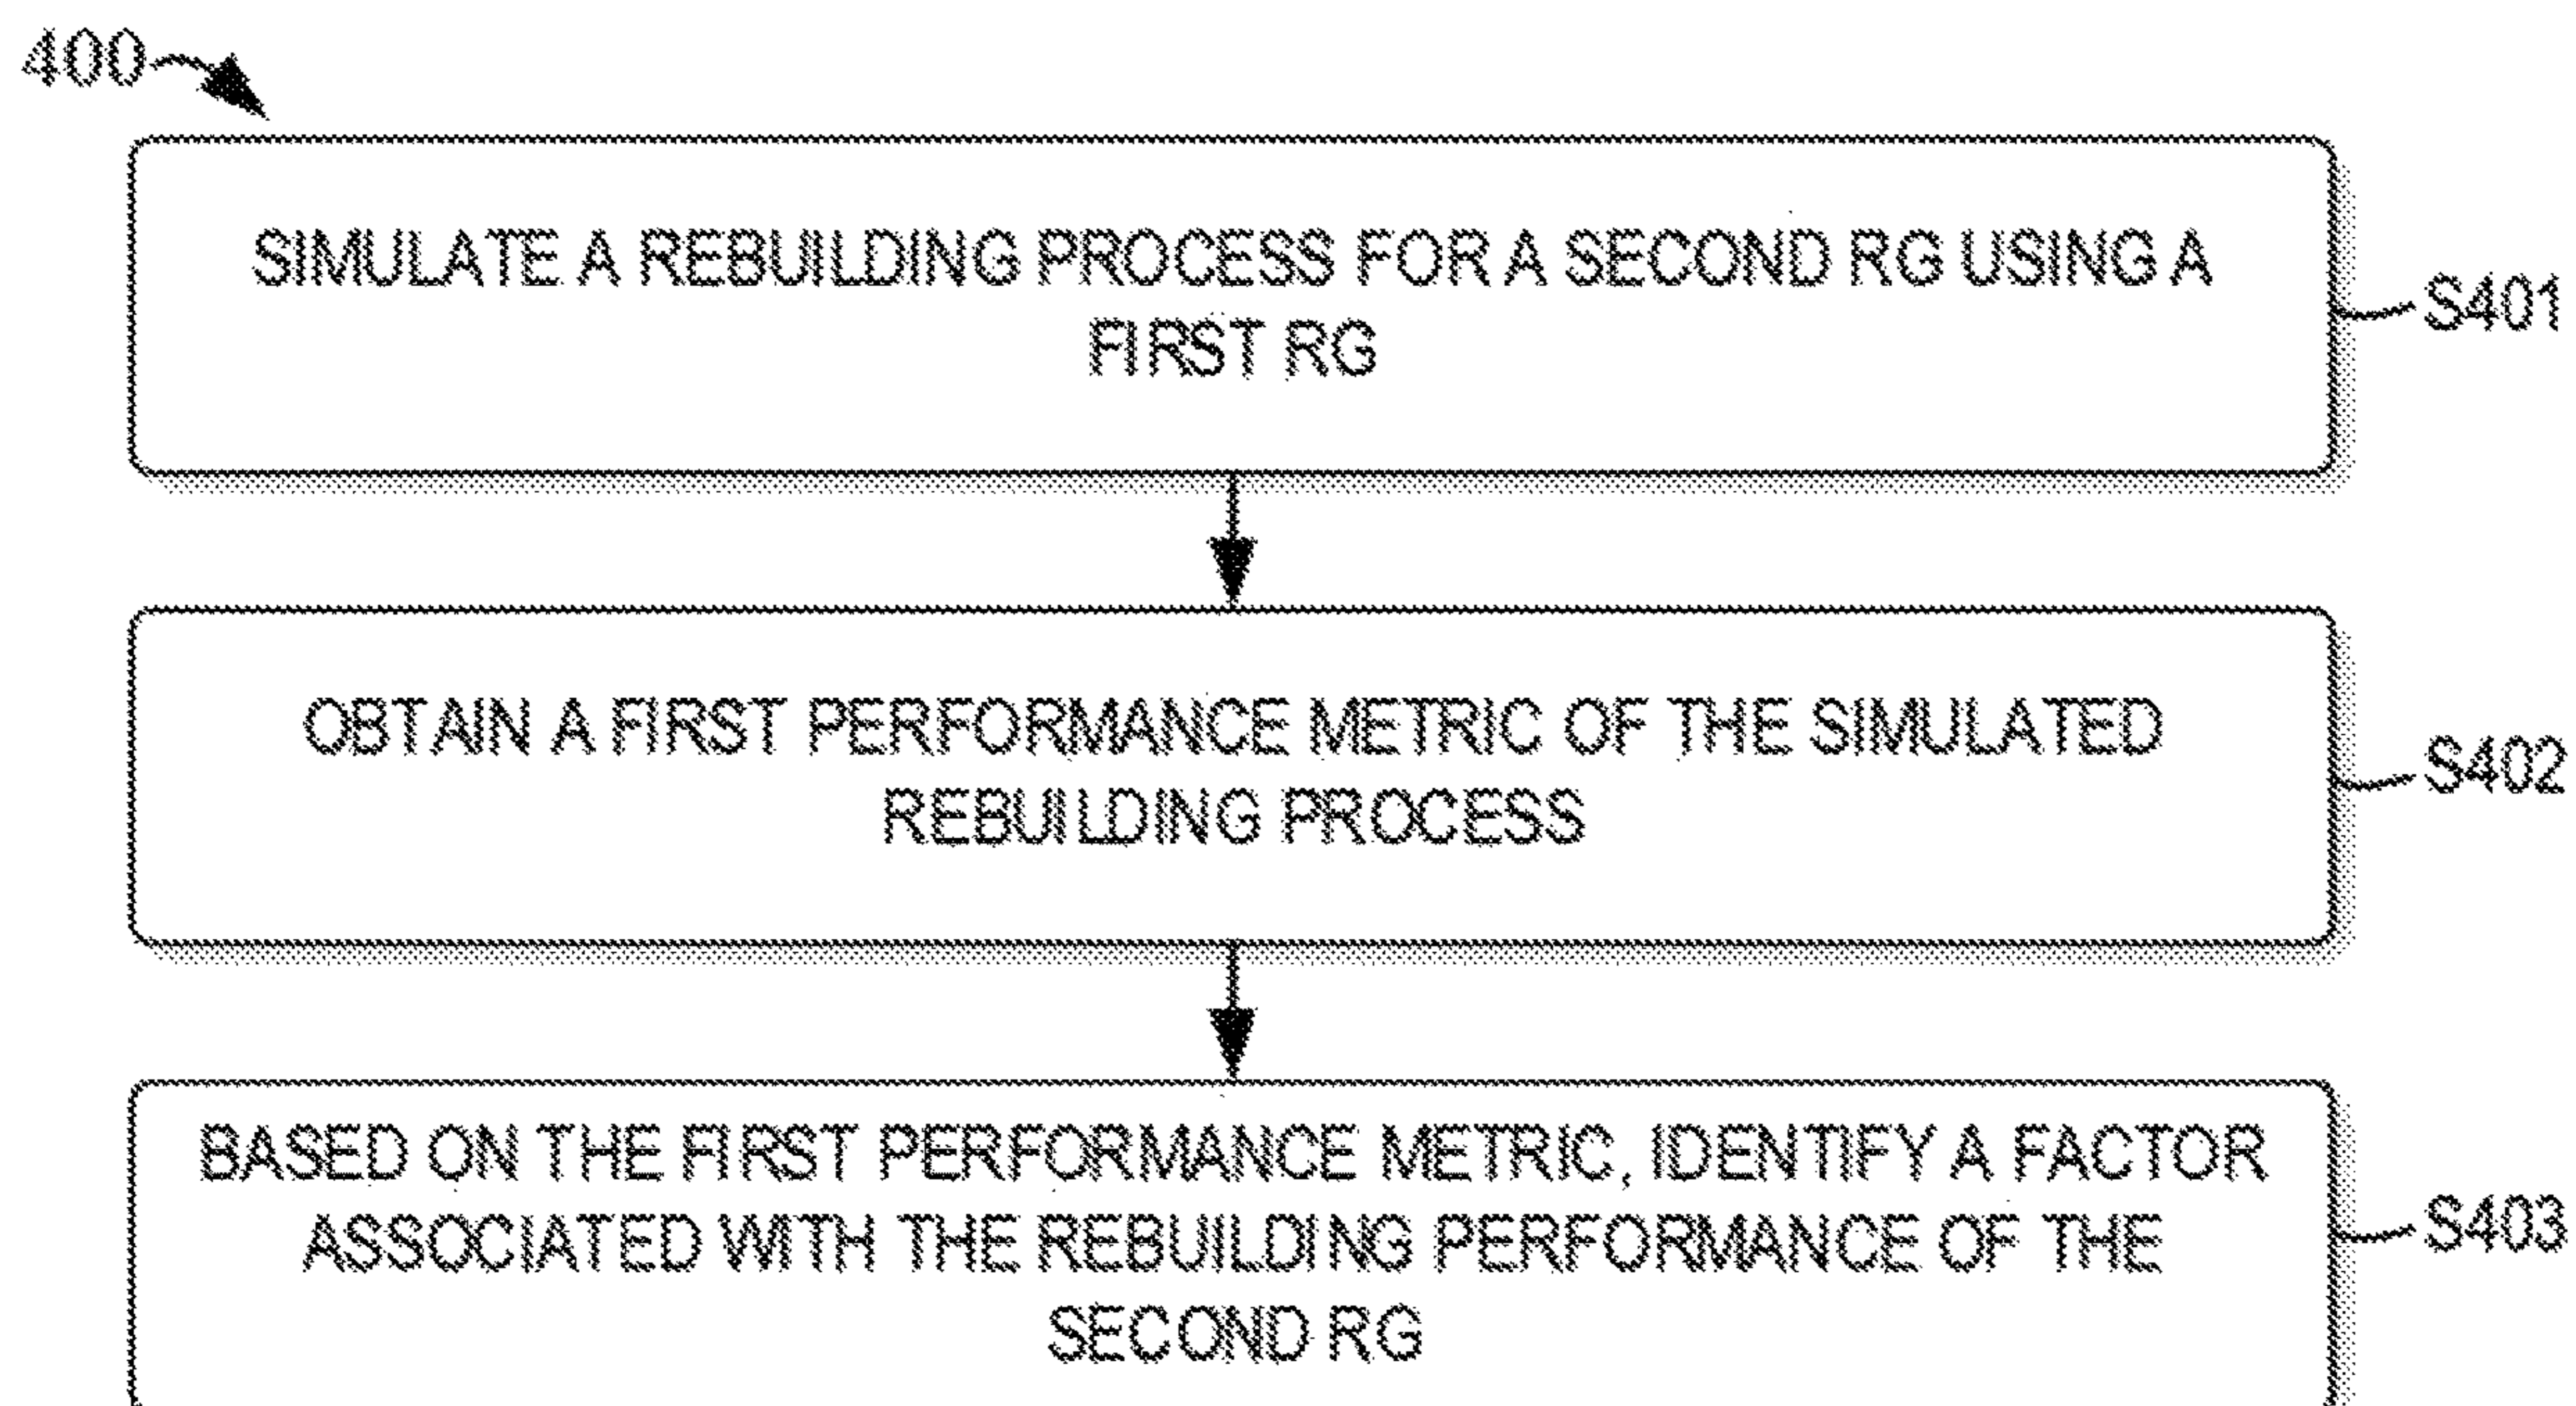 400
SIMULATE A REBUILDING PROCESS FOR A SECOND RG USING A
FIRST RG
S401
OBTAIN A FIRST PERFORMANCE METRIC OF THE SIMULATED
REBUILDING PROCESS
S402
BASED ON THE FIRST PERFORMANCE METRIC, IDENTIFY A FACTOR
ASSOCIATED WITH THE REBUILDING PERFORMANCE OF THE
SECOND RG
S403